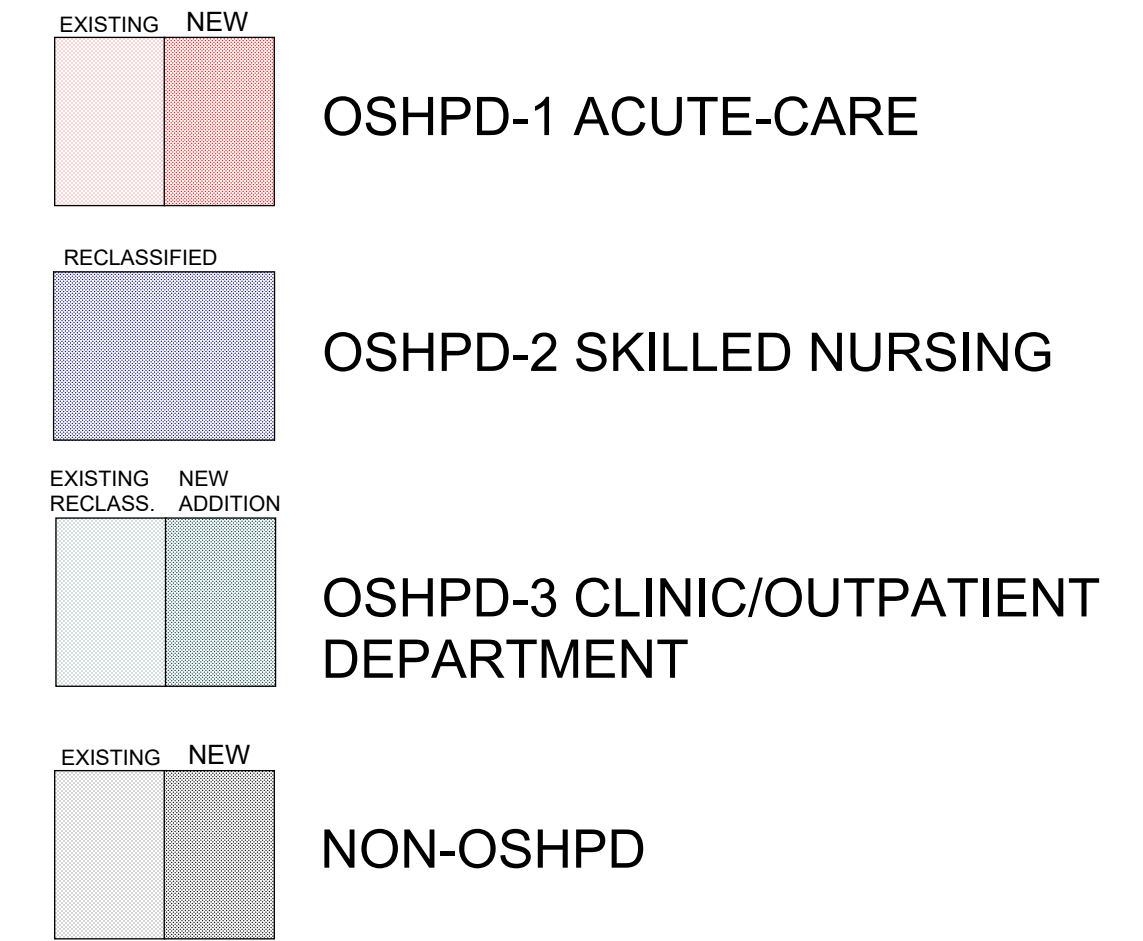 EXISTING NEW
OSHPD-1 ACUTE-CARE
RECLASSIFIED
OSHPD-2 SKILLED NURSING
EXISTING NEW
RECLASS. ADDITION
OSHPD-3 CLINIC/OUTPATIENT
DEPARTMENT
EXISTING NEW
NON-OSHPD